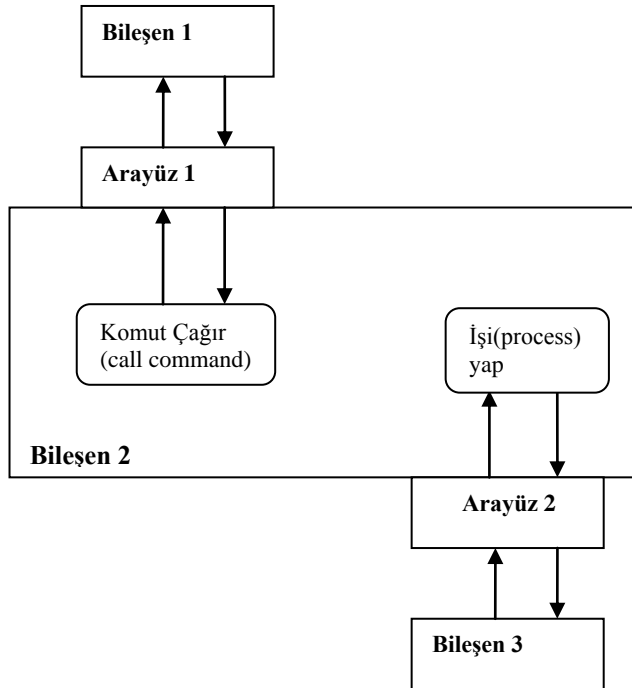 Bileşen 1
Arayüz 1
Komut Çağır
(call command)
İşi(process)
yap
Bileşen 2
Arayüz 2
Bileşen 3